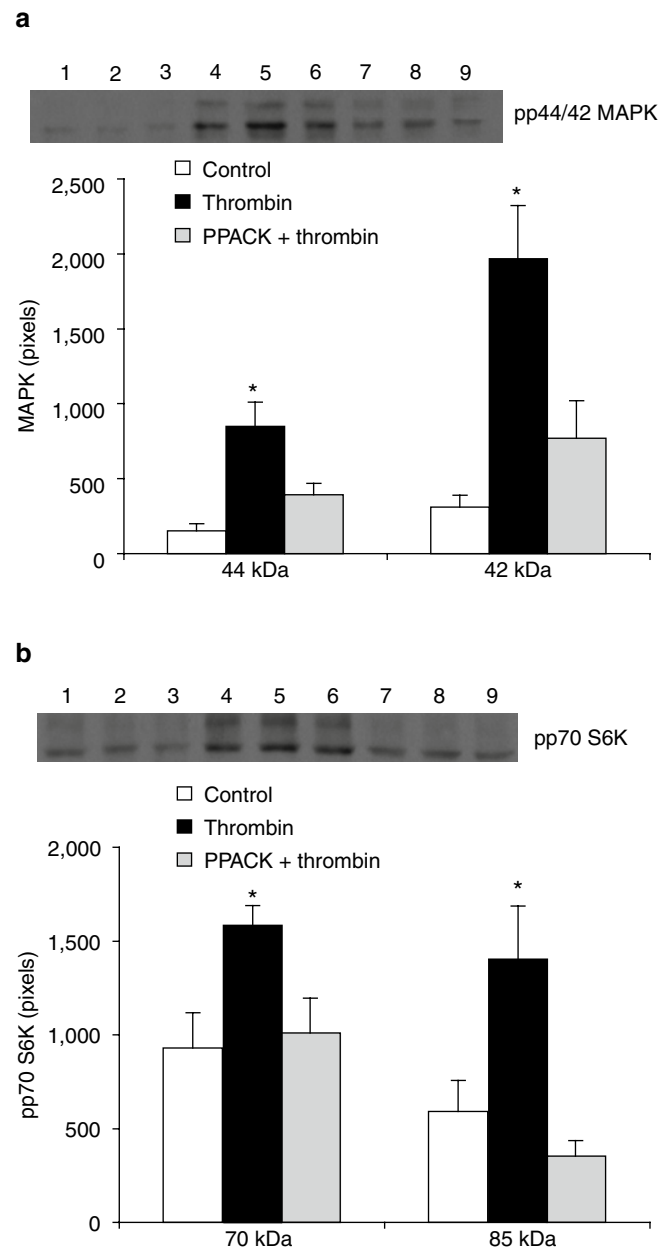 a
1 2 3 4 5 6 7 8 9
pp44/42 MAPK
Control
Thrombin
PPACK + thrombin
MAPK (pixels)
2,500
2,000
1,500
1,000
500
0
*
*
44 kDa 42 kDa
b
1 2 3 4 5 6 7 8 9
pp70 S6K
Control
Thrombin
PPACK + thrombin
pp70 S6K (pixels)
2,000
1,500
1,000
500
0
*
*
70 kDa 85 kDa